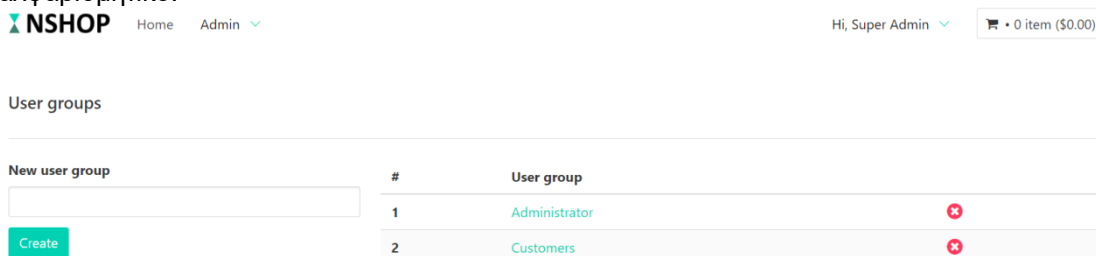 NSHOP Home Admin Hi, Super Admin • 0 item ($0.00)
User groups
New user group
# User group
1 Administrator
Create
2 Customers